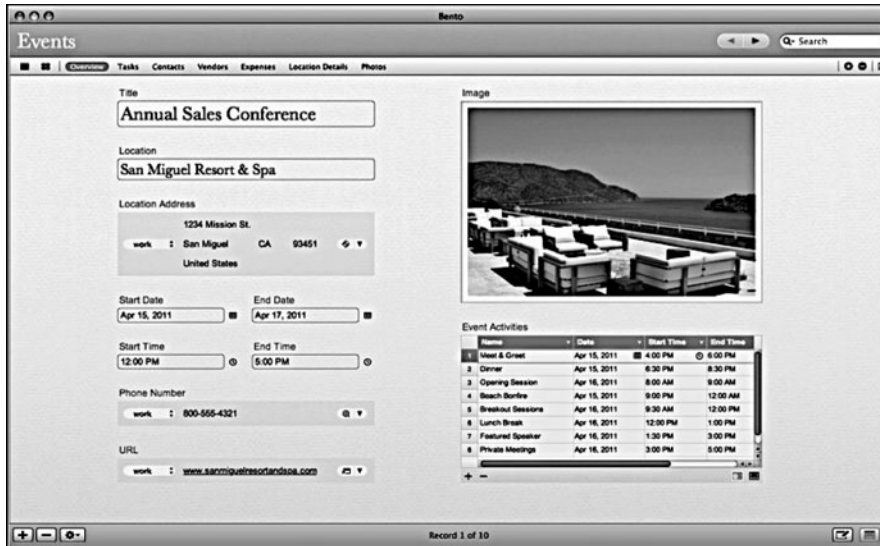 Bento
Events
Search
Overview Tasks Contacts Vendors Expenses Location Details Photos
Title
Annual Sales Conference
Location
San Miguel Resort & Spa
Location Address
1234 Mission St.
work San Miguel CA 93451
United States
Start Date End Date
Apr 15, 2011 Apr 17, 2011
Start Time End Time
12:00 PM 5:00 PM
Phone Number
work 800-555-4321
URL
work www.sanmiguelresortandspa.com
Image
Event Activities
Name Date Start Time End Time
1 Meet & Greet Apr 15, 2011 4:00 PM 6:00 PM
2 Dinner Apr 15, 2011 6:30 PM 8:30 PM
3 Opening Session Apr 16, 2011 8:00 AM 9:00 AM
4 Beach Bonfire Apr 15, 2011 9:00 PM 12:00 AM
5 Breakout Sessions Apr 16, 2011 9:30 AM 12:00 PM
6 Lunch Break Apr 16, 2011 12:00 PM 1:00 PM
7 Featured Speaker Apr 16, 2011 1:30 PM 3:00 PM
8 Private Meetings Apr 16, 2011 3:00 PM 5:00 PM
Record 1 of 10